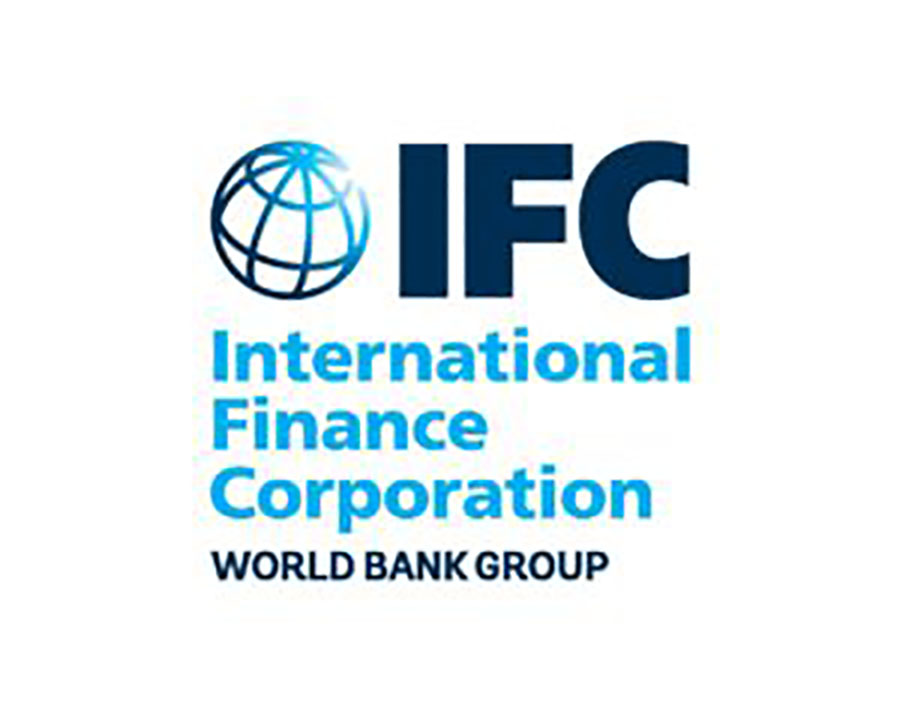 IFC
International
Finance
Corporation
WORLD BANK GROUP